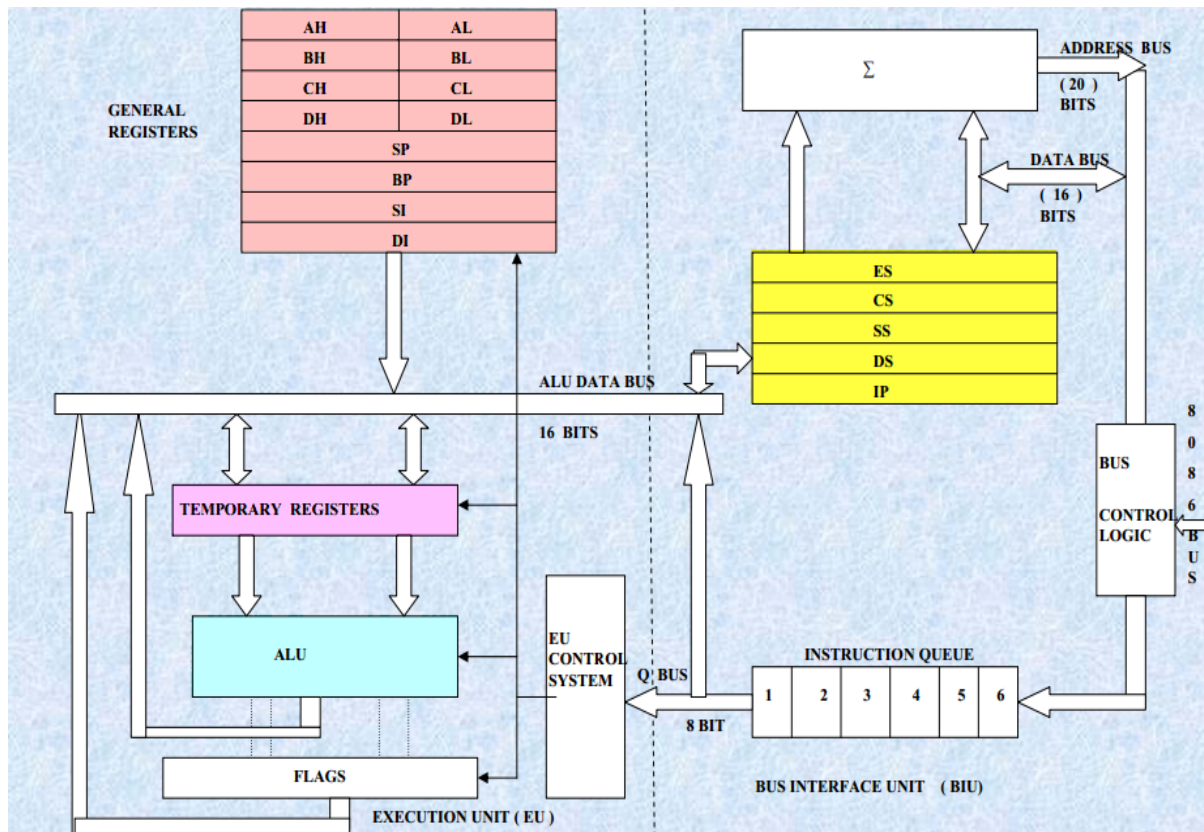 AH AL
BH BL
CH CL
DH DL
SP
BP
SI
DI
GENERAL
REGISTERS
Σ
ADDRESS BUS
( 20 )
BITS
DATA BUS
( 16 )
BITS
ES
CS
SS
DS
IP
ALU DATA BUS
16 BITS
TEMPORARY REGISTERS
ALU
FLAGS
EU
CONTROL
SYSTEM
Q BUS
8 BIT
INSTRUCTION QUEUE
1 2 3 4 5 6
BUS
CONTROL
LOGIC
8
0
8
6
B
U
S
EXECUTION UNIT ( EU )
BUS INTERFACE UNIT ( BIU)